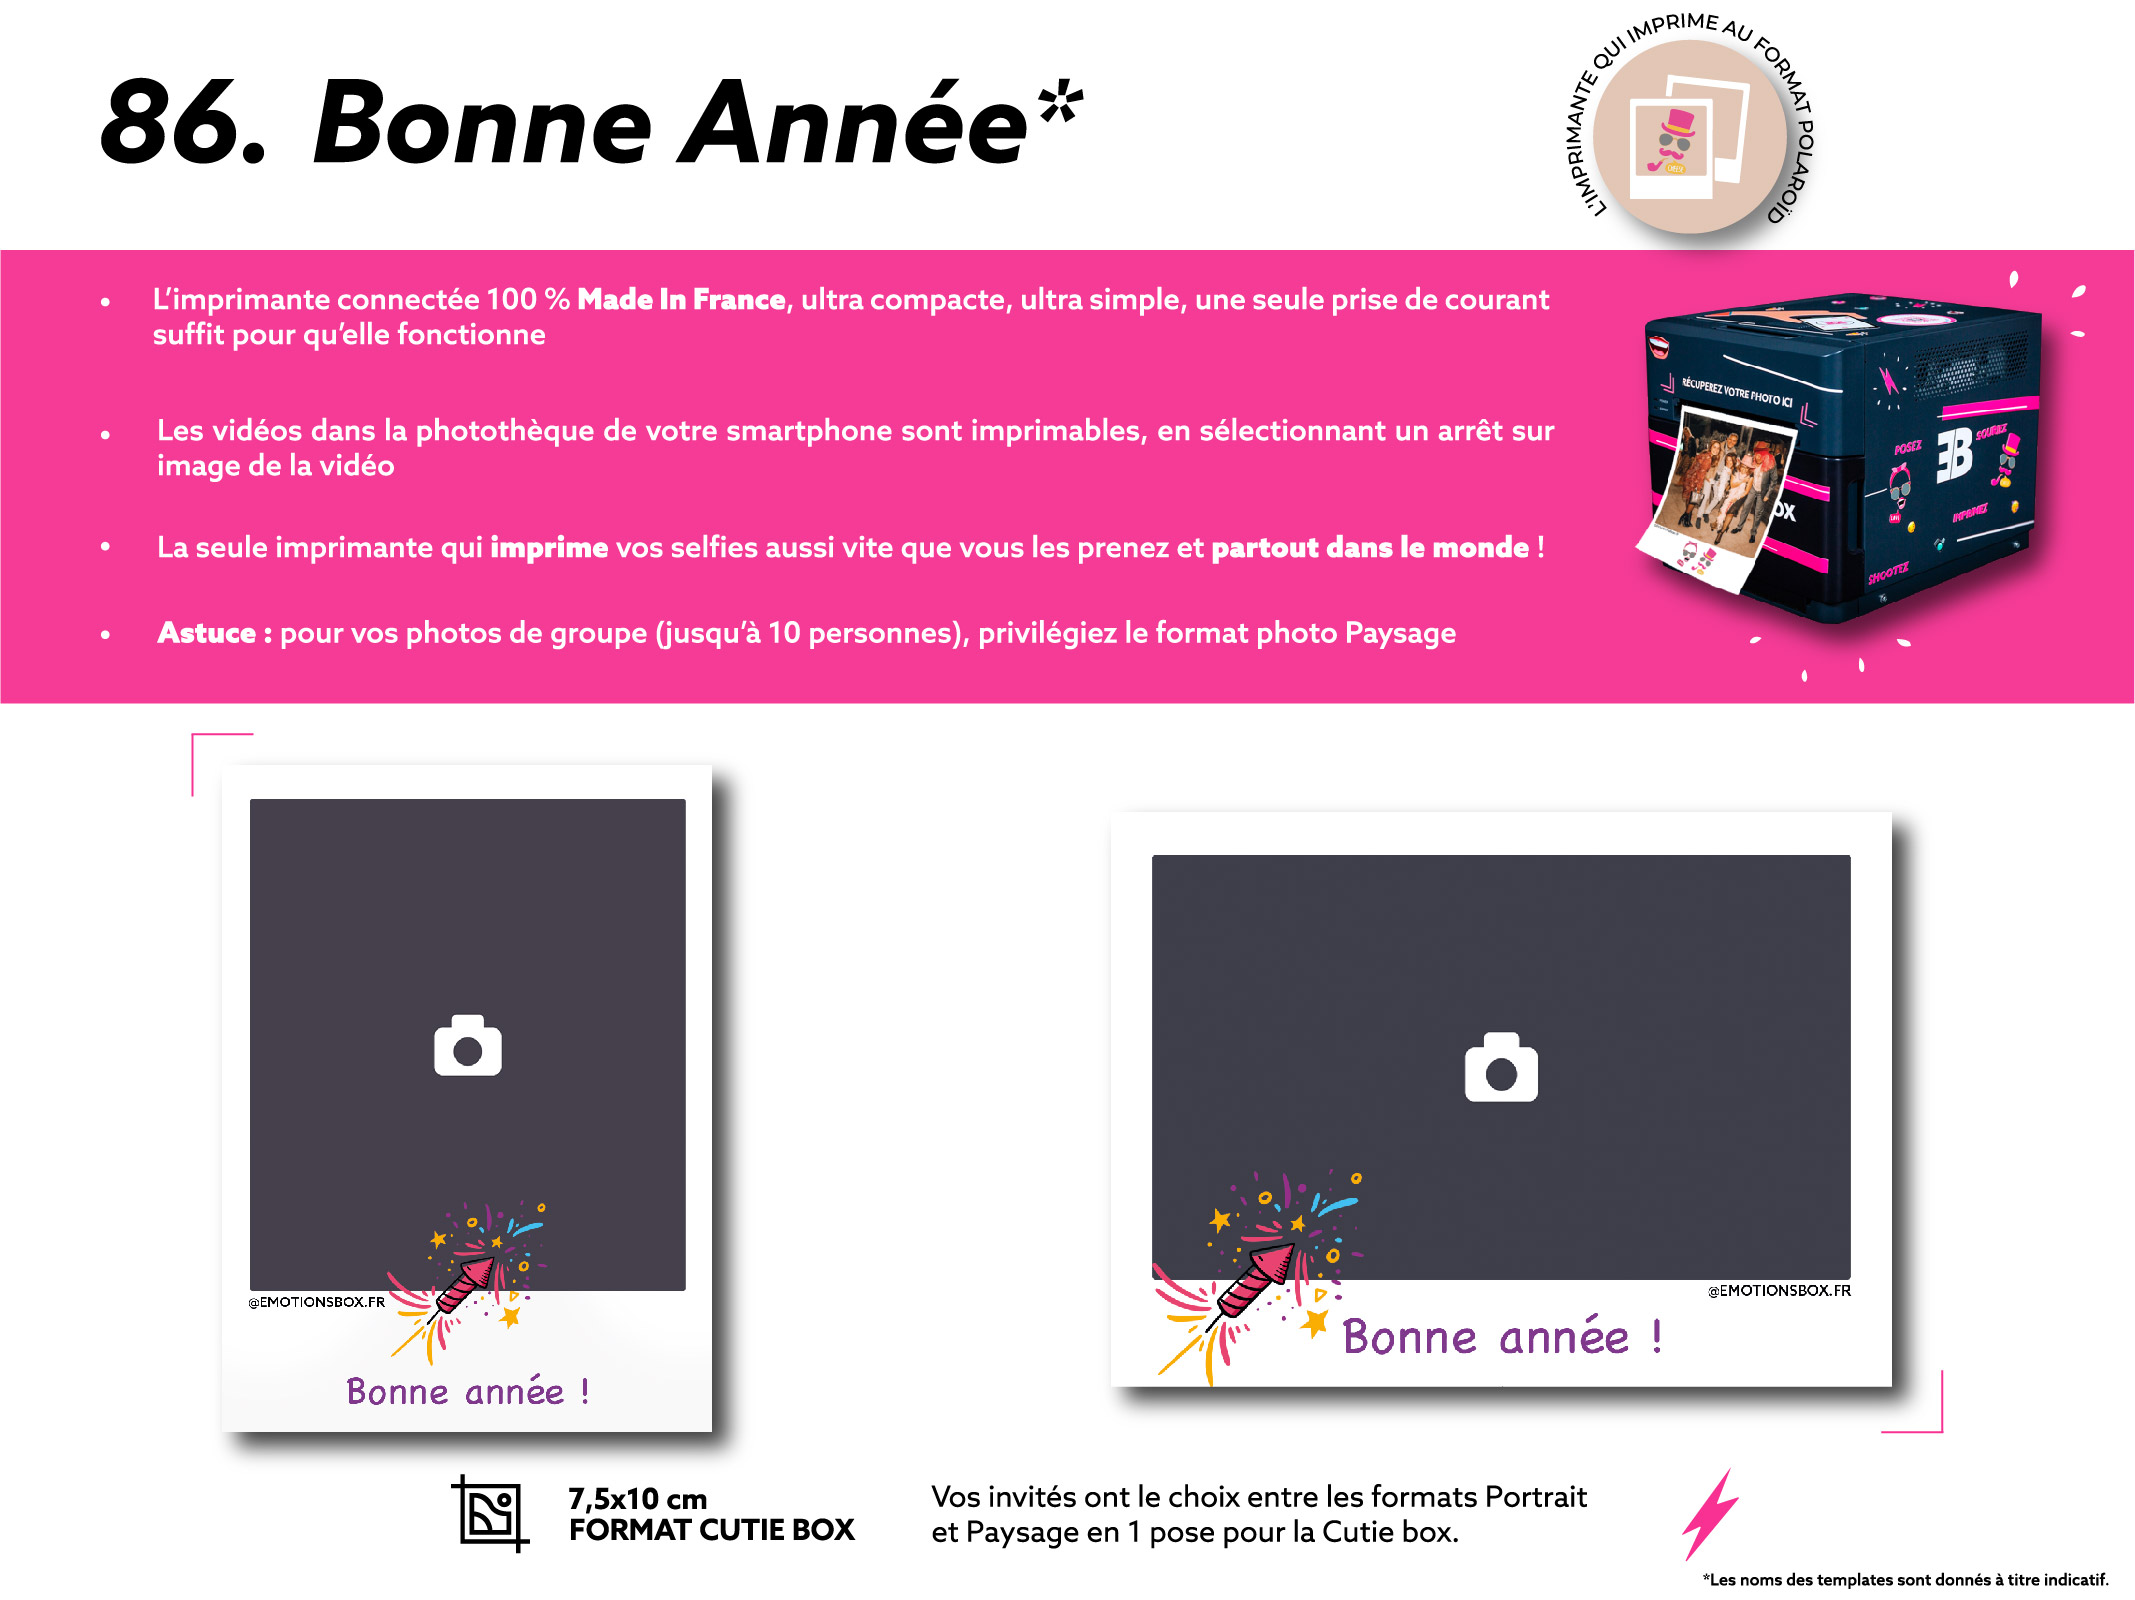 86. Bonne Année*
L'IMPRIMANTE QUI IMPRIME AU FORMAT POLAROÏD
• L'imprimante connectée 100 % Made In France, ultra compacte, ultra simple, une seule prise de courant
suffit pour qu'elle fonctionne
• Les vidéos dans la photothèque de votre smartphone sont imprimables, en sélectionnant un arrêt sur
image de la vidéo
• La seule imprimante qui imprime vos selfies aussi vite que vous les prenez et partout dans le monde !
• Astuce : pour vos photos de groupe (jusqu'à 10 personnes), privilégiez le format photo Paysage
RÉCUPEREZ VOTRE PHOTO ICI
POSEZ
EB
SOURIEZ
IMPRIMEZ
SHOOTEZ
OX
@EMOTIONSBOX.FR
Bonne année !
@EMOTIONSBOX.FR
Bonne année !
7,5x10 cm
FORMAT CUTIE BOX
Vos invités ont le choix entre les formats Portrait
et Paysage en 1 pose pour la Cutie box.
*Les noms des templates sont donnés à titre indicatif.